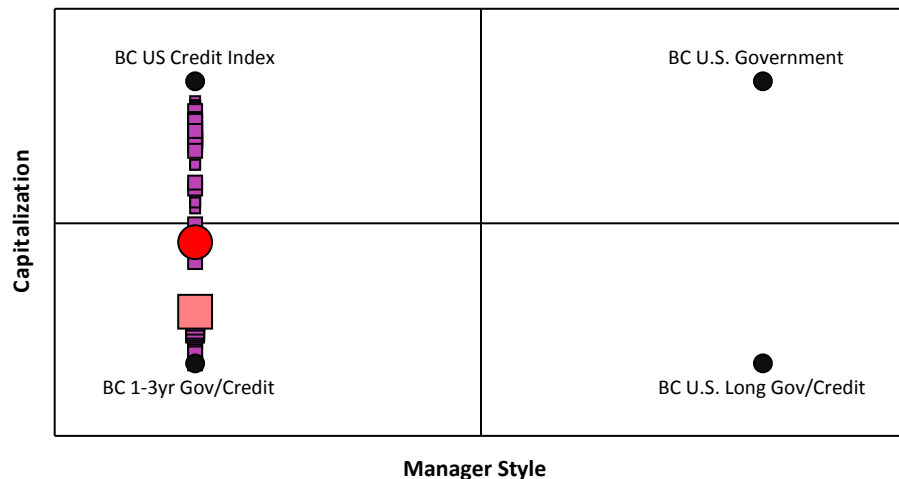 BC US Credit Index
BC U.S. Government
Capitalization
BC 1-3yr Gov/Credit
BC U.S. Long Gov/Credit
Manager Style